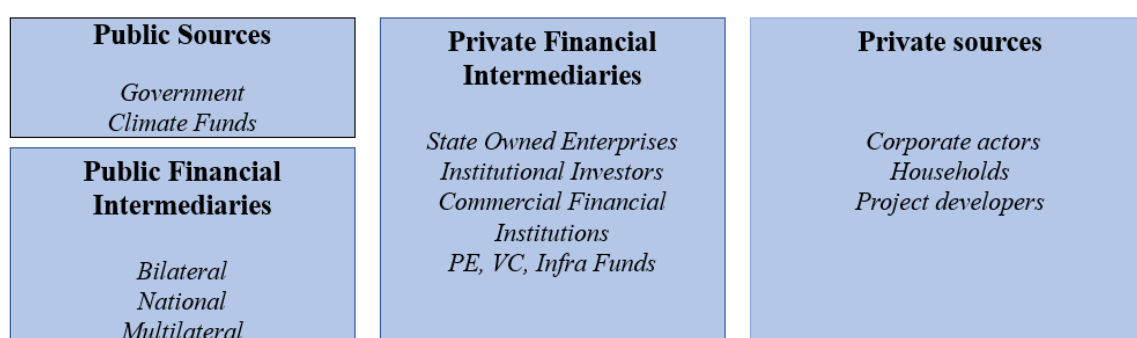 Public Sources
Government
Climate Funds
Public Financial
Intermediaries
Bilateral
National
Multilateral
Private Financial
Intermediaries
State Owned Enterprises
Institutional Investors
Commercial Financial
Institutions
PE, VC, Infra Funds
Private sources
Corporate actors
Households
Project developers